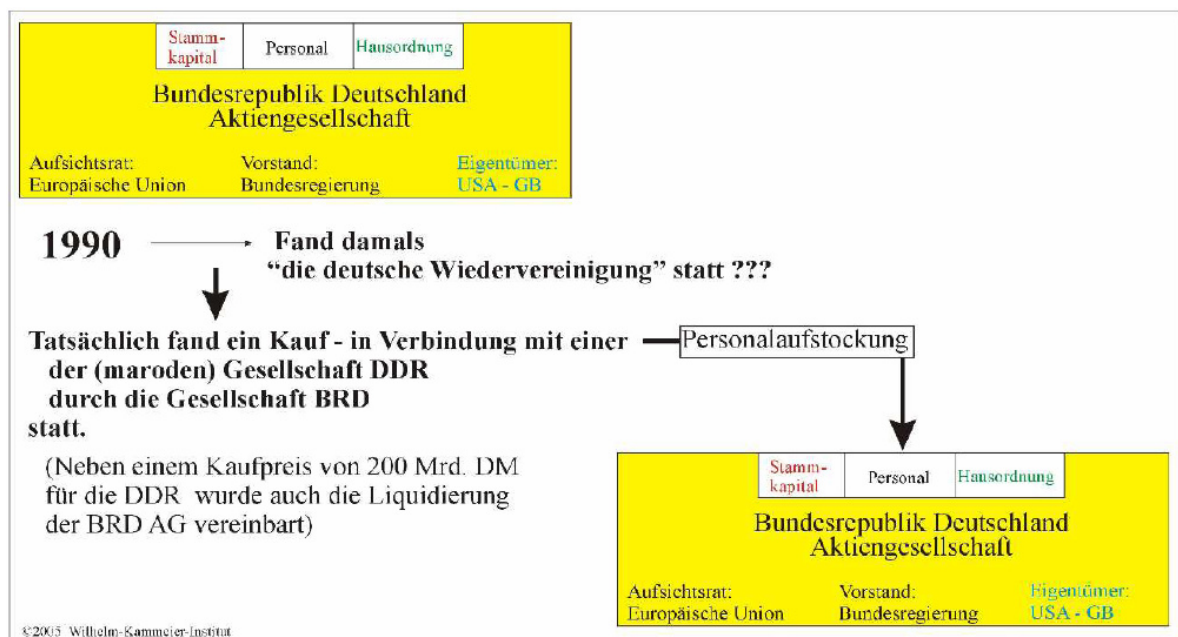 Stamm-
kapital
Personal
Hausordnung
Bundesrepublik Deutschland
Aktiengesellschaft
Aufsichtsrat: Vorstand: Eigentümer:
Europäische Union Bundesregierung USA - GB
1990
Fand damals
“die deutsche Wiedervereinigung” statt ???
Tatsächlich fand ein Kauf - in Verbindung mit einer Personalaufstockung
der (maroden) Gesellschaft DDR
durch die Gesellschaft BRD
statt.
(Neben einem Kaufpreis von 200 Mrd. DM
für die DDR wurde auch die Liquidierung
der BRD AG vereinbart)
Stamm-
kapital
Personal
Hausordnung
Bundesrepublik Deutschland
Aktiengesellschaft
Aufsichtsrat: Vorstand: Eigentümer:
Europäische Union Bundesregierung USA - GB
©2005 Wilhelm-Kammeier-Institut